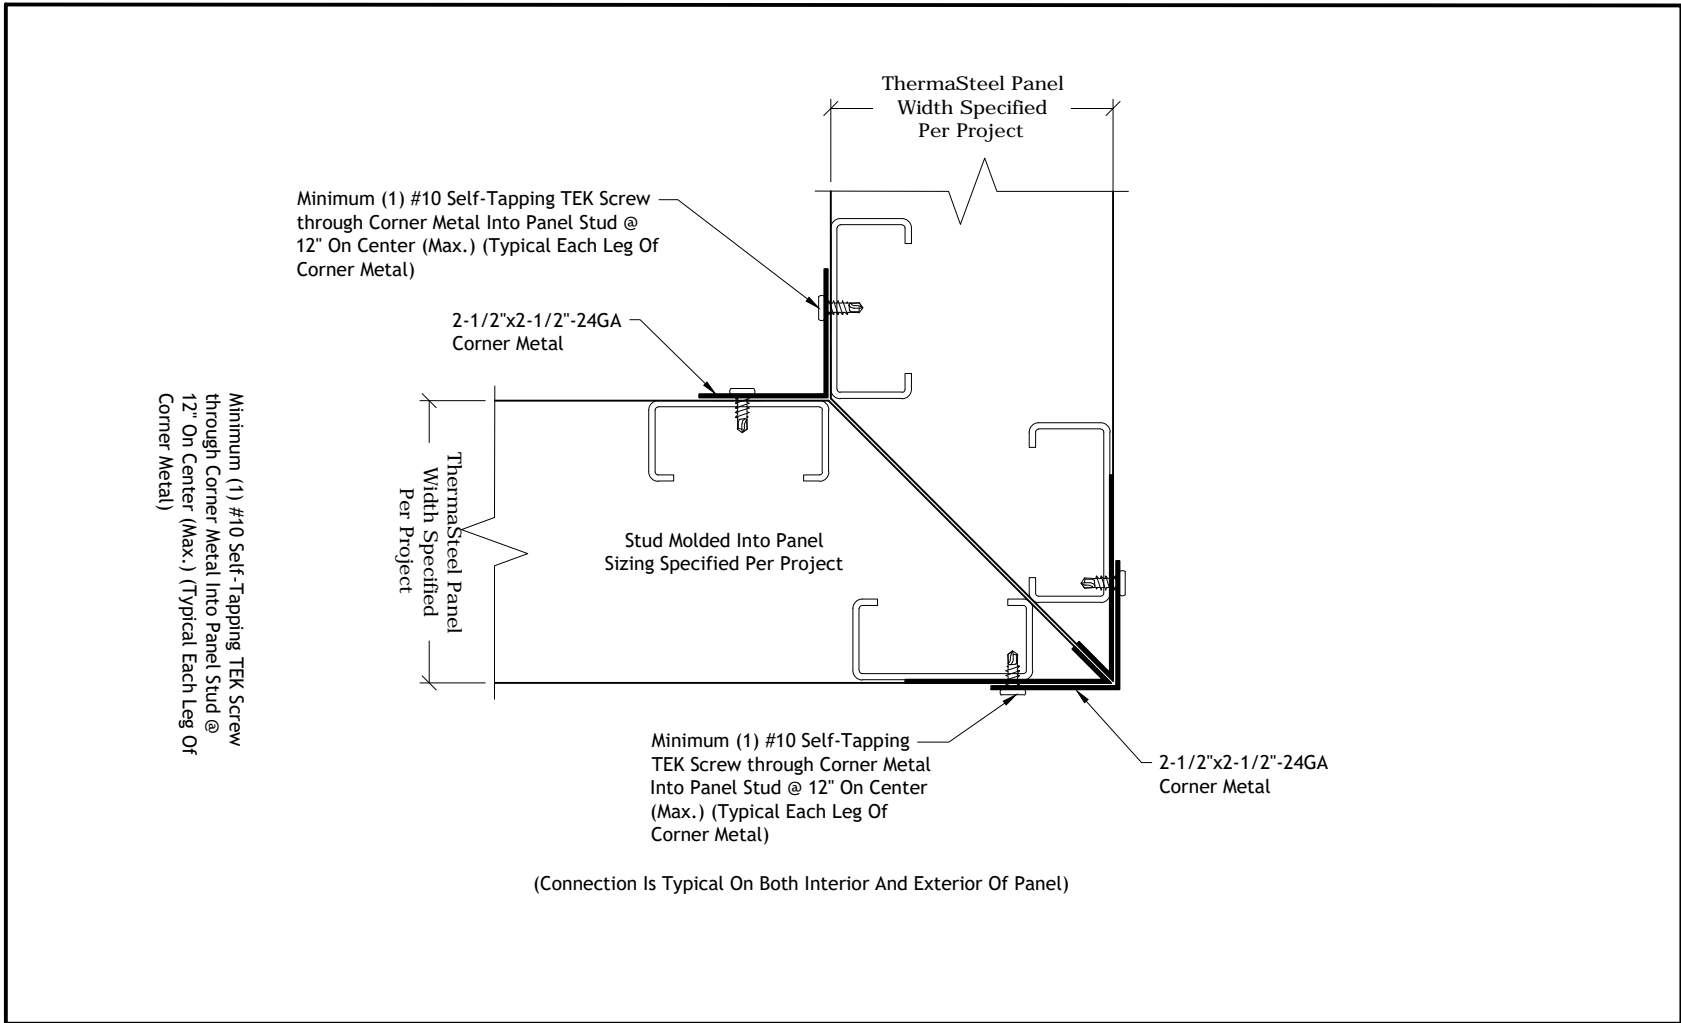 ThermaSteel Panel
Width Specified
Per Project
Minimum (1) #10 Self-Tapping TEK Screw
through Corner Metal Into Panel Stud @
12" On Center (Max.) (Typical Each Leg Of
Corner Metal)
2-1/2"x2-1/2"-24GA
Corner Metal
Minimum (1) #10 Self-Tapping TEK Screw
through Corner Metal Into Panel Stud @
12" On Center (Max.) (Typical Each Leg Of
Corner Metal)
ThermaSteel Panel
Width Specified
Per Project
Stud Molded Into Panel
Sizing Specified Per Project
Minimum (1) #10 Self-Tapping
TEK Screw through Corner Metal
Into Panel Stud @ 12" On Center
(Max.) (Typical Each Leg Of
Corner Metal)
2-1/2"x2-1/2"-24GA
Corner Metal
(Connection Is Typical On Both Interior And Exterior Of Panel)